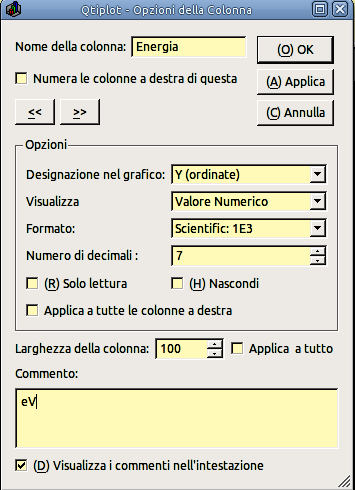 Qtiplot - Opzioni della Colonna
Nome della colonna: Energia
(O) OK
Numera le colonne a destra di questa
(A) Applica
<< >>
(C) Annulla
Opzioni
Designazione nel grafico: Y (ordinate)
Visualizza Valore Numerico
Formato: Scientific: 1E3
Numero di decimali : 7
(R) Solo lettura (H) Nascondi
Applica a tutte le colonne a destra
Larghezza della colonna: 100 Applica a tutto
Commento:
eV
(D) Visualizza i commenti nell'intestazione